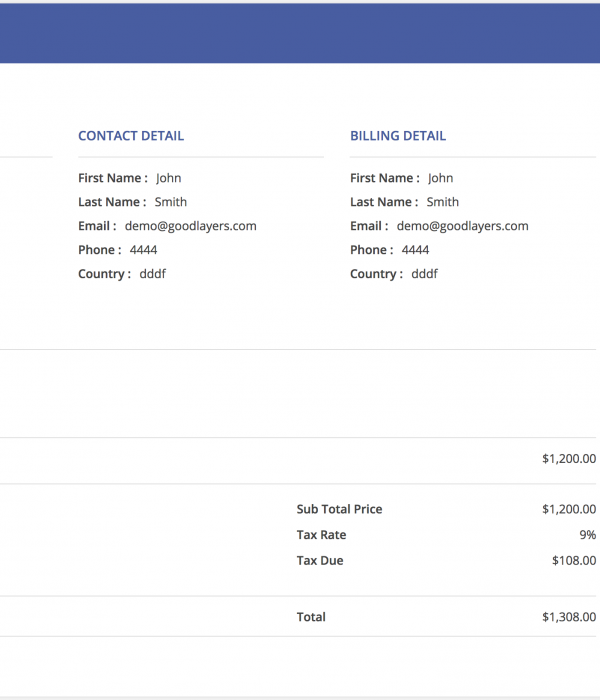 CONTACT DETAIL
First Name : John
Last Name : Smith
Email : demo@goodlayers.com
Phone : 4444
Country : dddf
BILLING DETAIL
First Name : John
Last Name : Smith
Email : demo@goodlayers.com
Phone : 4444
Country : dddf
$1,200.00
Sub Total Price $1,200.00
Tax Rate 9%
Tax Due $108.00
Total $1,308.00